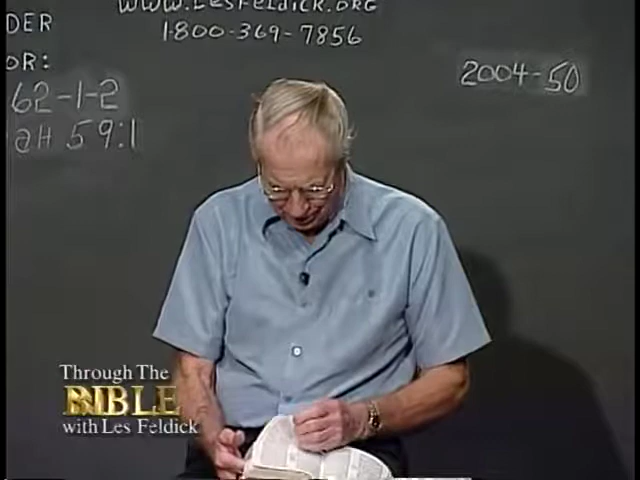 WWW.LESFELDICK.ORG
1-800-369-7856
DER
OR:
62-1-2
2004-50
aH 59:1
Through The
BIBLE
with Les Feldick